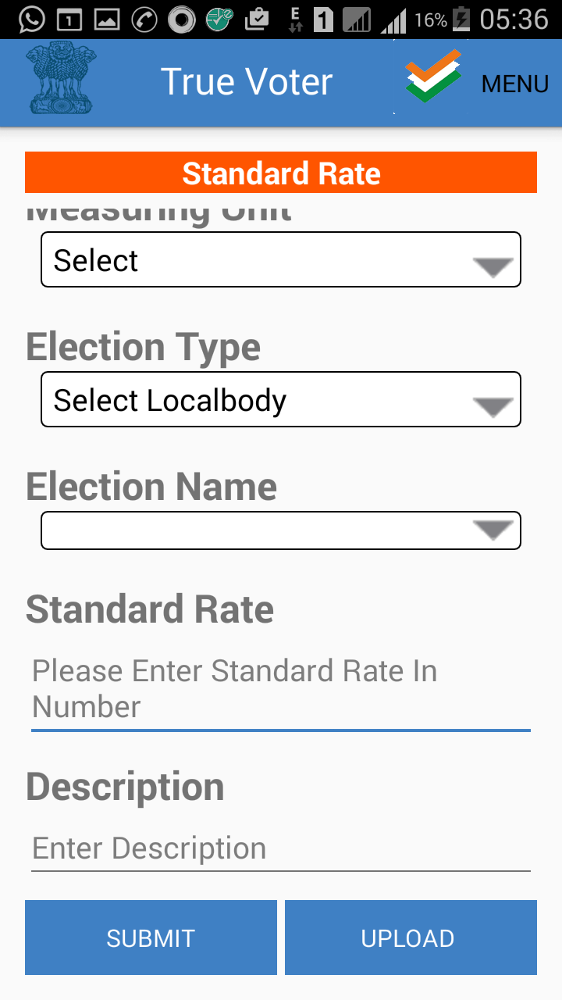 1 E 1 16% 05:36
True Voter MENU
Standard Rate
Measuring Unit
Select
Election Type
Select Localbody
Election Name
Standard Rate
Please Enter Standard Rate In
Number
Description
Enter Description
SUBMIT UPLOAD